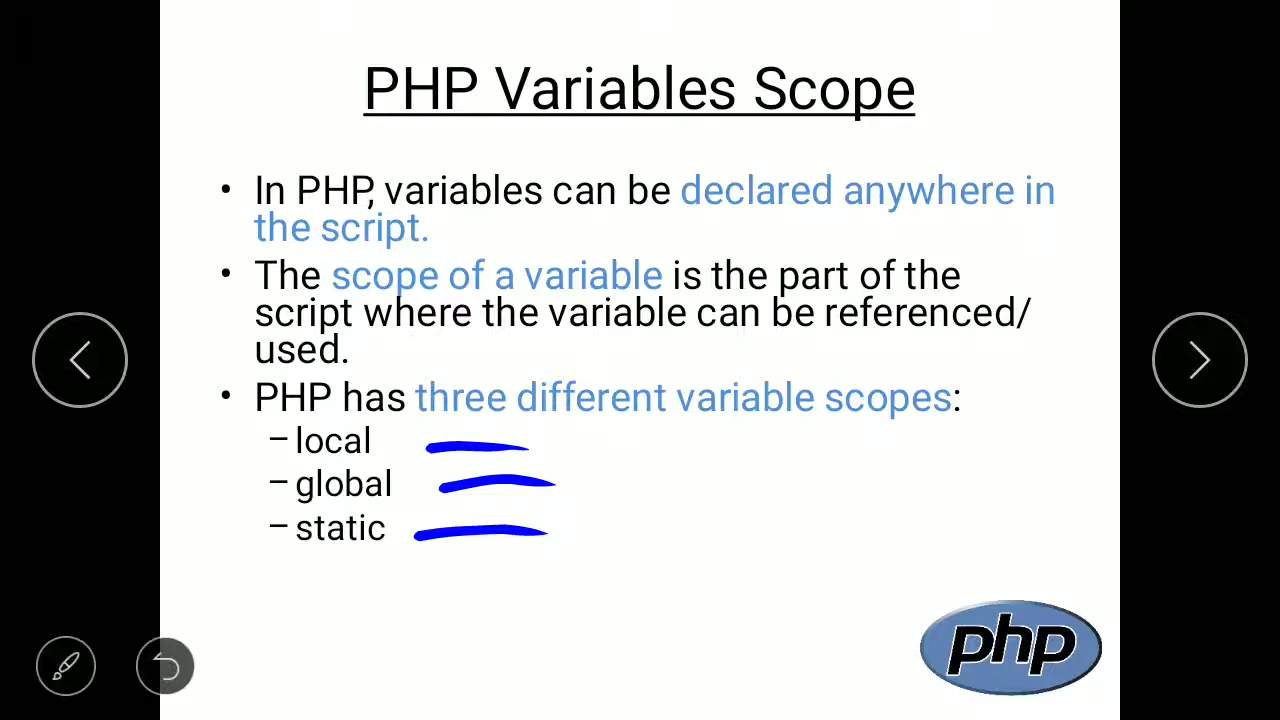 PHP Variables Scope
• In PHP, variables can be declared anywhere in
the script.
• The scope of a variable is the part of the
script where the variable can be referenced/
used.
• PHP has three different variable scopes:
– local
– global
– static
php